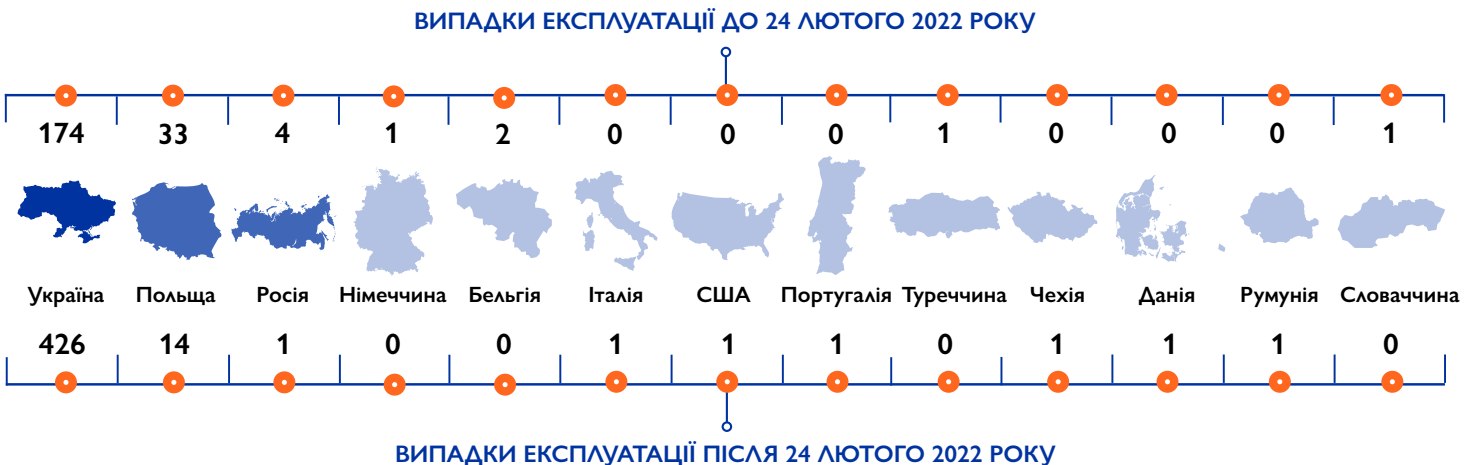 ВИПАДКИ ЕКСПЛУАТАЦІЇ ДО 24 ЛЮТОГО 2022 РОКУ
174 33 4 1 2 0 0 0 1 0 0 0 1
Україна Польща Росія Німеччина Бельгія Італія США Португалія Туреччина Чехія Данія Румунія Словаччина
426 14 1 0 0 1 1 1 0 1 1 1 0
ВИПАДКИ ЕКСПЛУАТАЦІЇ ПІСЛЯ 24 ЛЮТОГО 2022 РОКУ